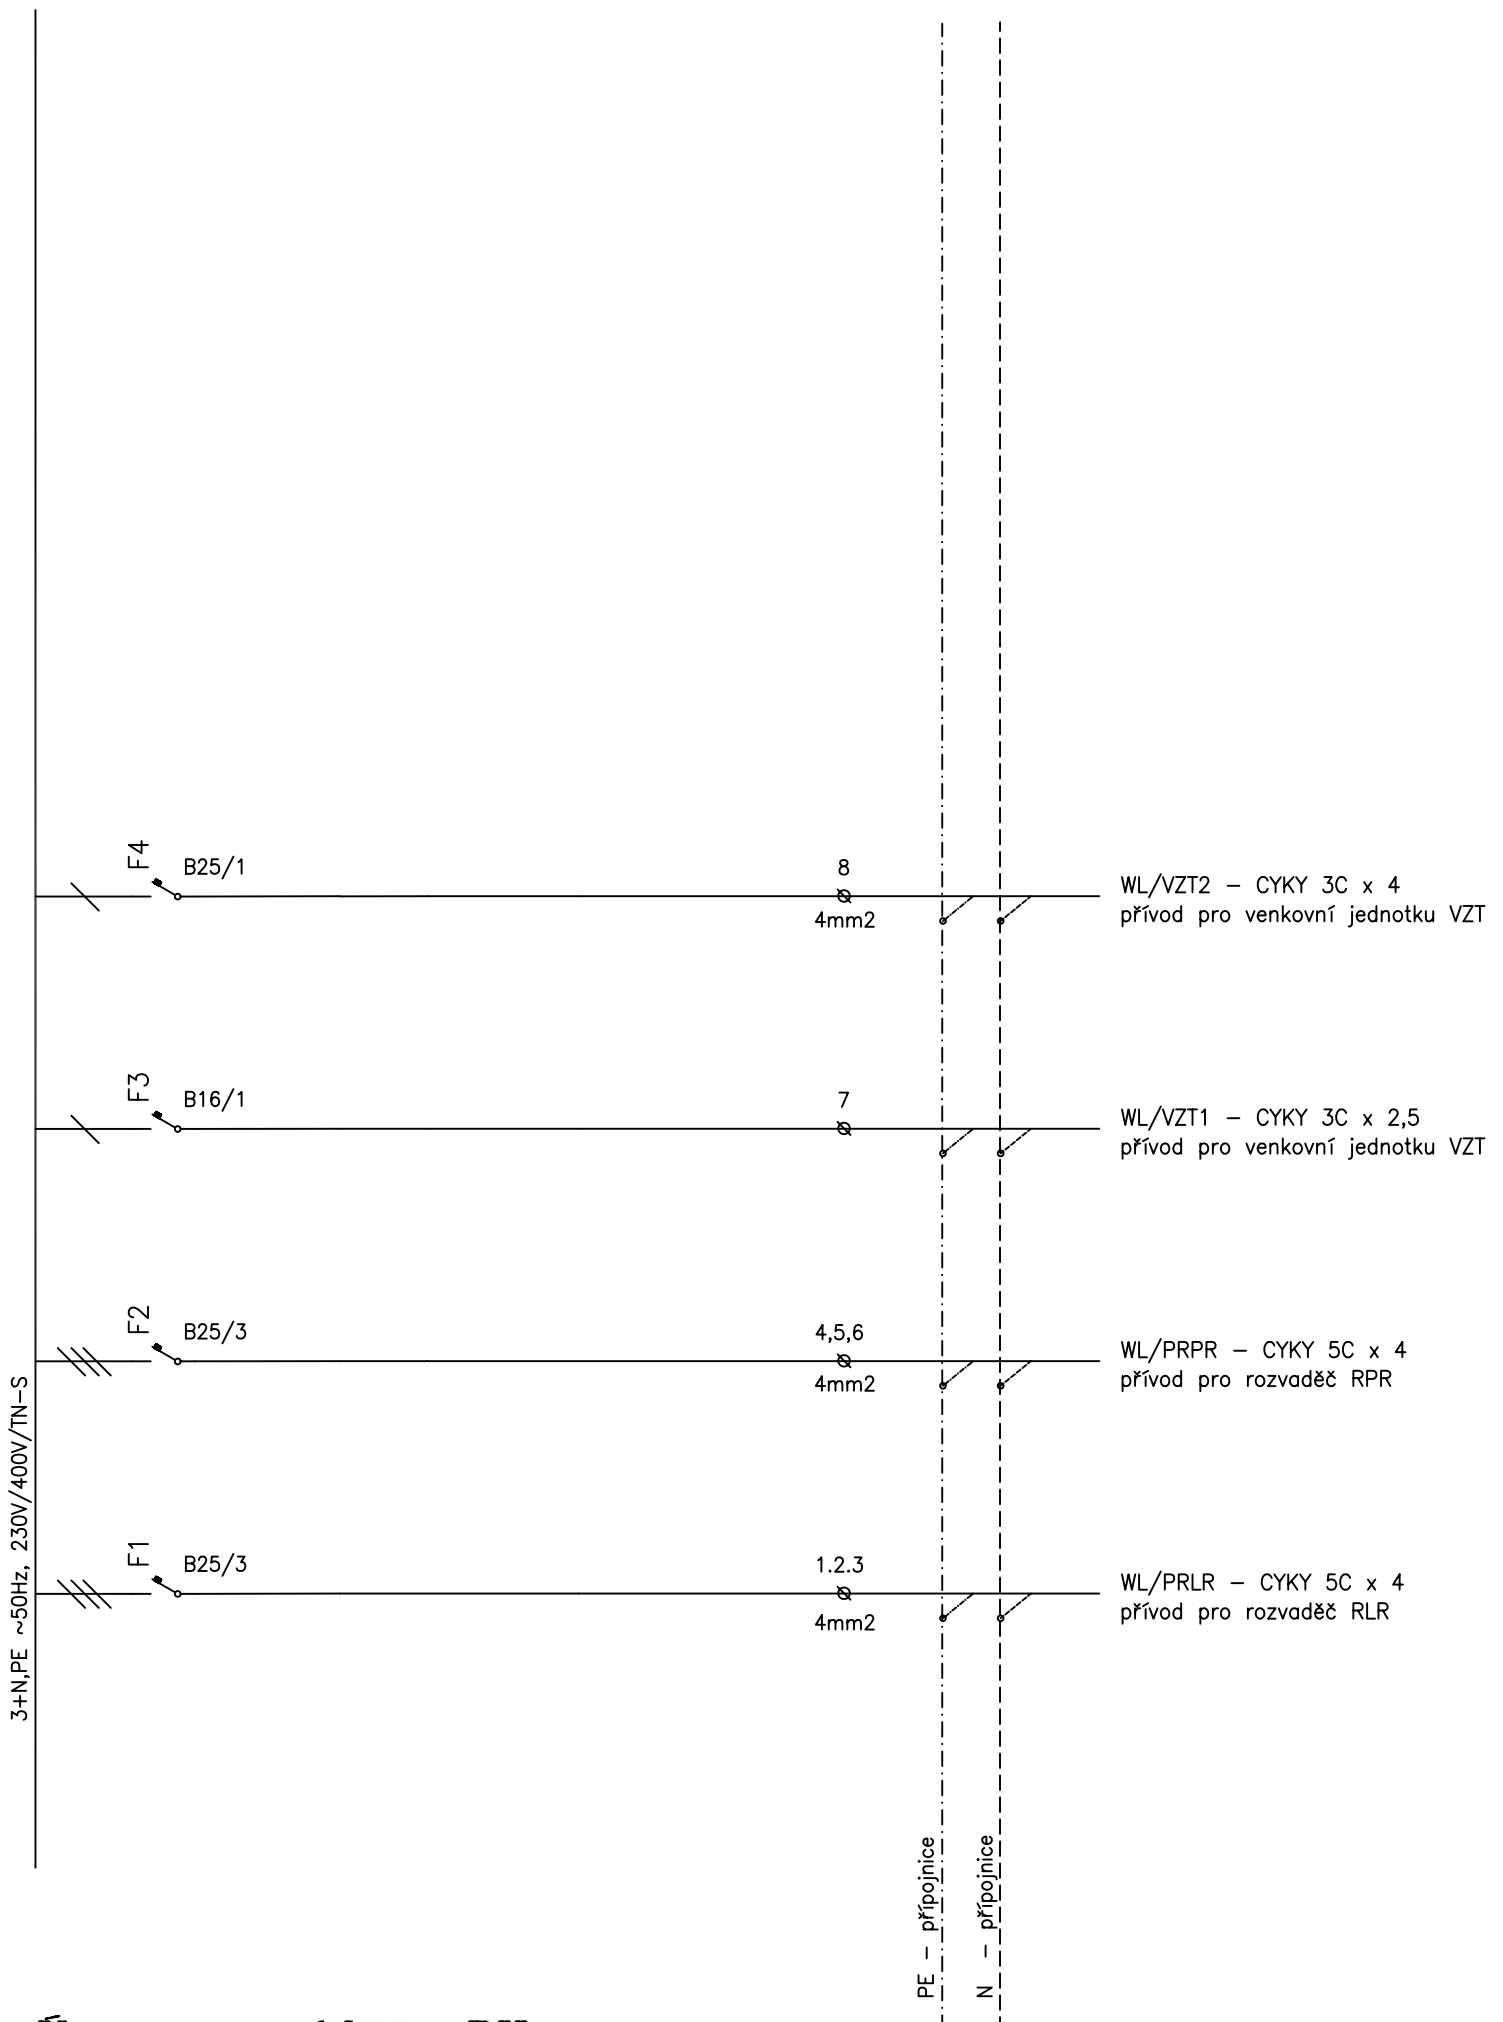 F4
B25/1
8
4mm2
WL/VZT2 – CYKY 3C x 4
přívod pro venkovní jednotku VZT
F3
B16/1
7
WL/VZT1 – CYKY 3C x 2,5
přívod pro venkovní jednotku VZT
F2
B25/3
4,5,6
4mm2
WL/PRPR – CYKY 5C x 4
přívod pro rozvaděč RPR
F1
B25/3
1.2.3
4mm2
WL/PRLR – CYKY 5C x 4
přívod pro rozvaděč RLR
3+N,PE ~50Hz, 230V/400V/TN–S
PE – přípojnice
N – přípojnice